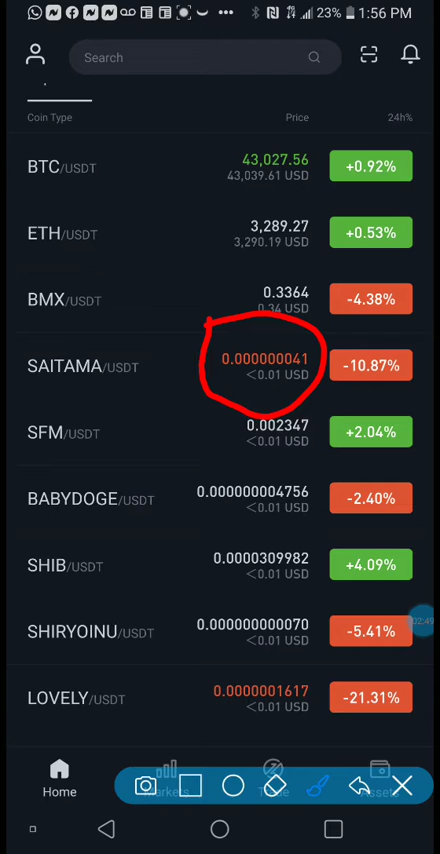 23% 1:56 PM
Search
Coin Type Price 24h%
BTC/USDT 43,027.56 +0.92%
43,039.61 USD
ETH/USDT 3,289.27 +0.53%
3,290.19 USD
BMX/USDT 0.3364 -4.38%
0.34 USD
SAITAMA/USDT 0.000000041 -10.87%
<0.01 USD
SFM/USDT 0.002347 +2.04%
<0.01 USD
BABYDOGE/USDT 0.000000004756 -2.40%
<0.01 USD
SHIB/USDT 0.0000309982 +4.09%
<0.01 USD
02:49
SHIRYOINU/USDT 0.000000000070 -5.41%
<0.01 USD
LOVELY/USDT 0.0000001617 -21.31%
<0.01 USD
Home Markets Trade Assets